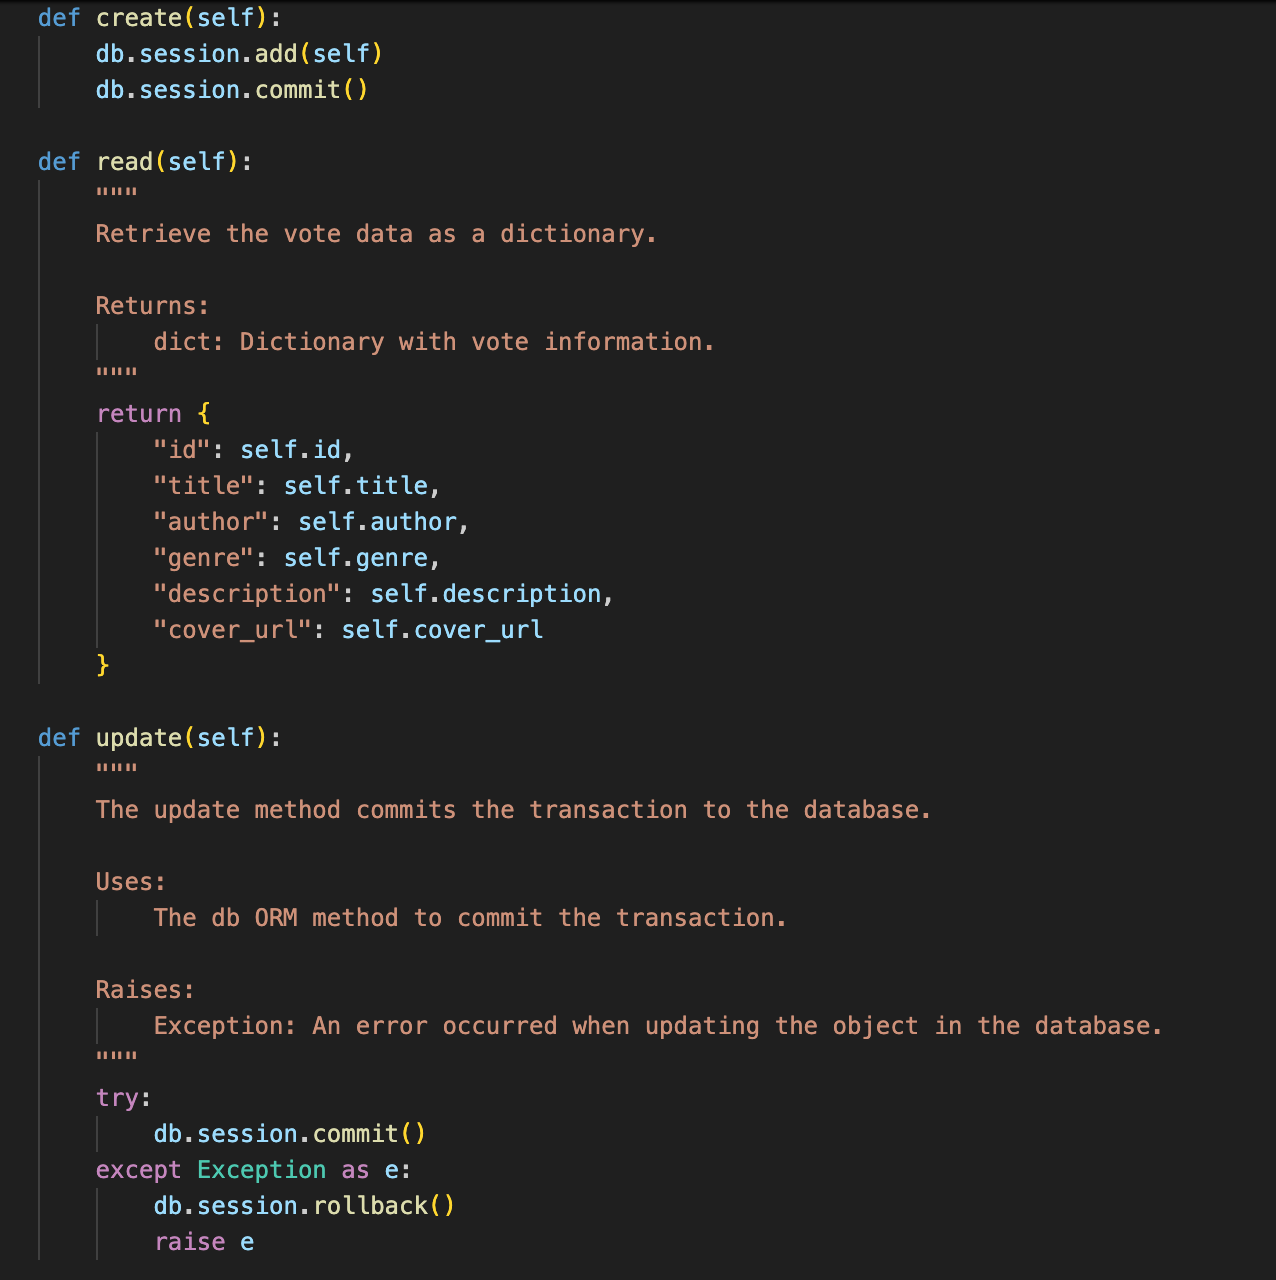 def create(self):
    db.session.add(self)
    db.session.commit()

def read(self):
    """
    Retrieve the vote data as a dictionary.

    Returns:
        dict: Dictionary with vote information.
    """
    return {
        "id": self.id,
        "title": self.title,
        "author": self.author,
        "genre": self.genre,
        "description": self.description,
        "cover_url": self.cover_url
    }

def update(self):
    """
    The update method commits the transaction to the database.

    Uses:
        The db ORM method to commit the transaction.

    Raises:
        Exception: An error occurred when updating the object in the database.
    """
    try:
        db.session.commit()
    except Exception as e:
        db.session.rollback()
        raise e